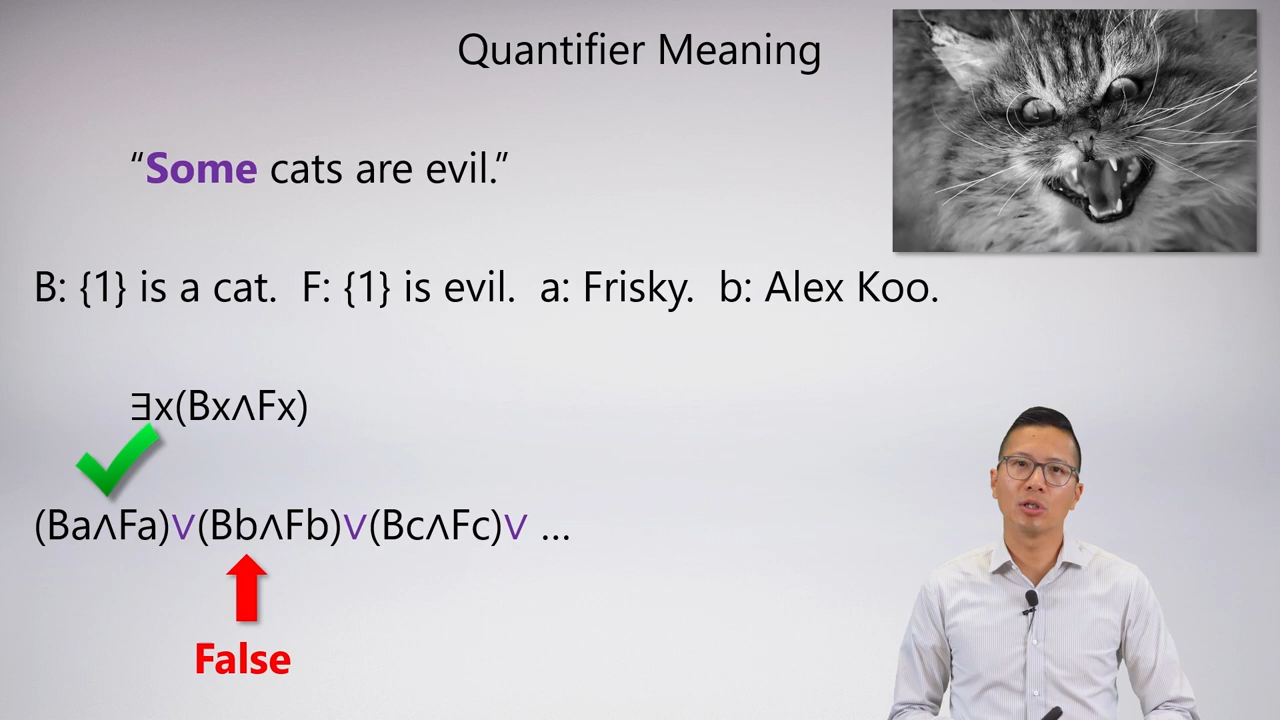 Quantifier Meaning
“Some cats are evil.”
B: {1} is a cat.  F: {1} is evil.  a: Frisky.  b: Alex Koo.
∃x(Bx∧Fx)
(Ba∧Fa)∨(Bb∧Fb)∨(Bc∧Fc)∨ ...
False